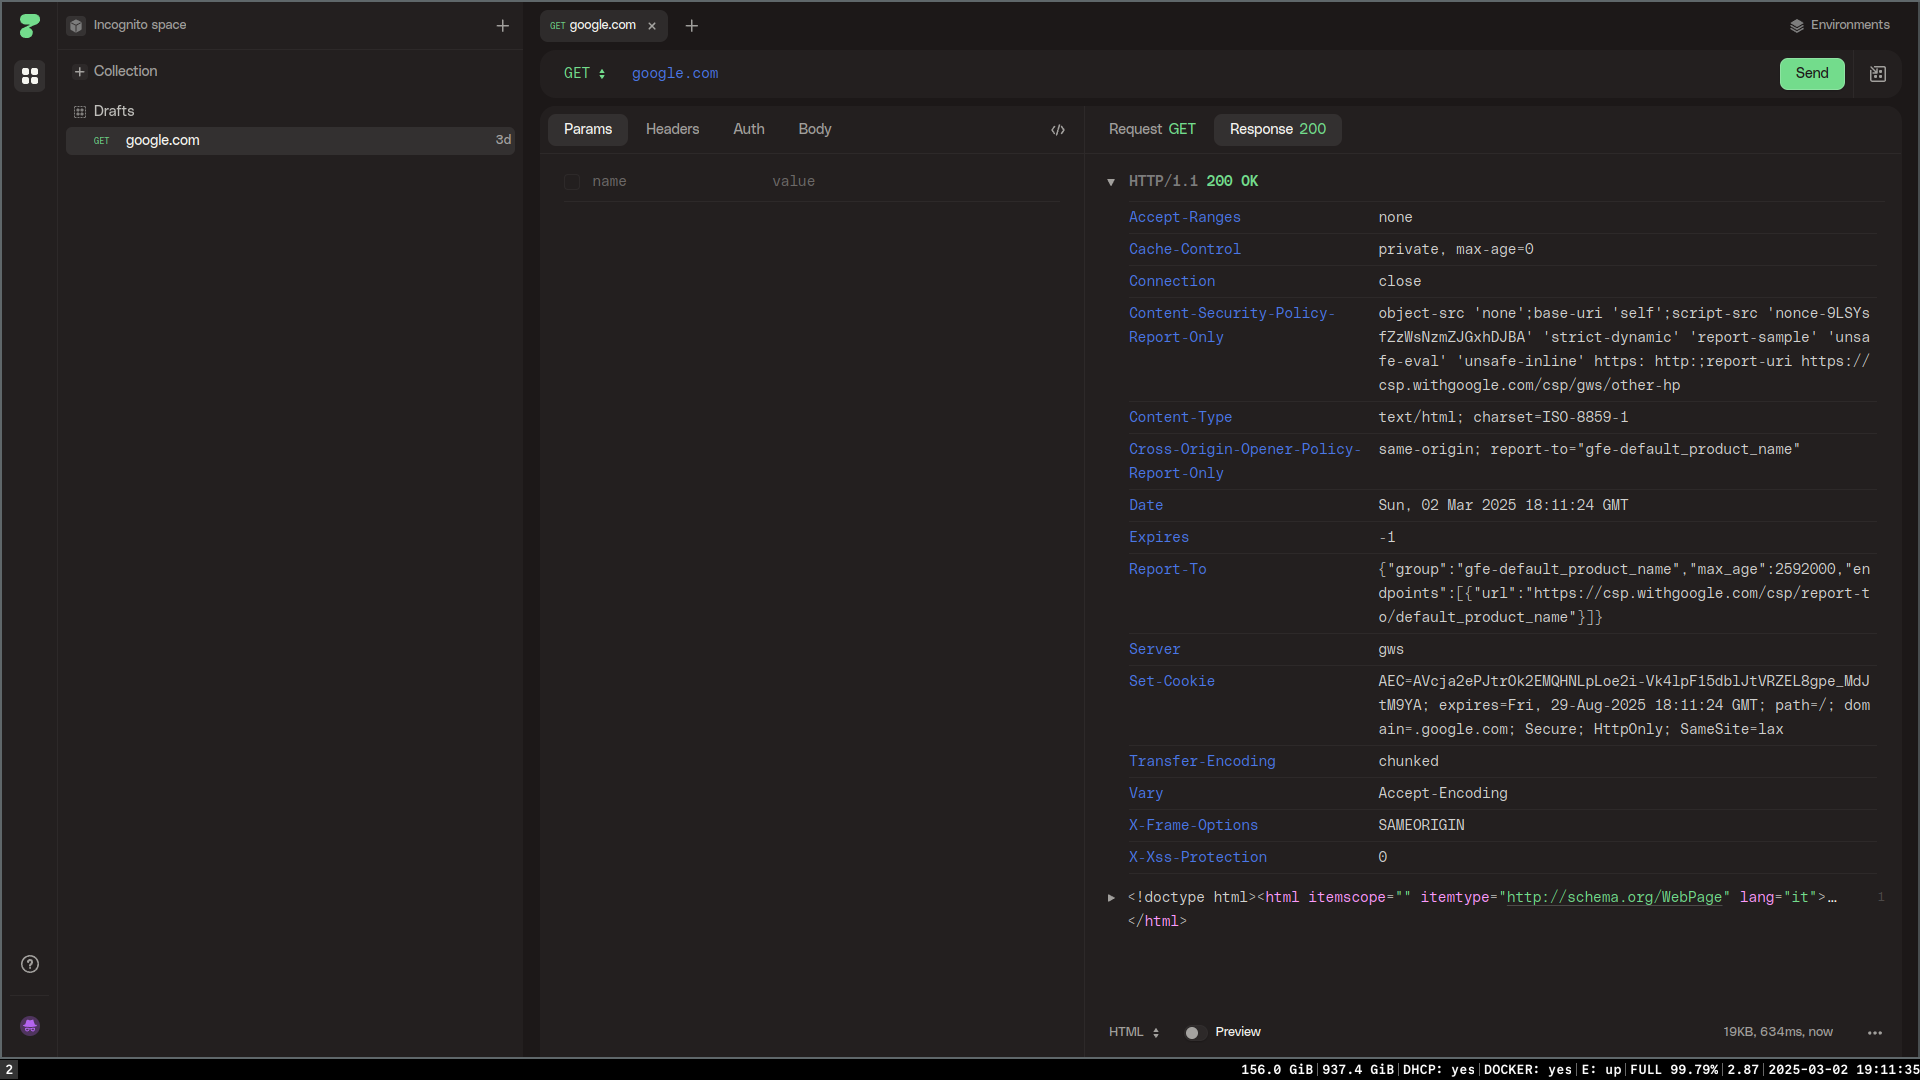 Incognito space
Collection
Drafts
GET google.com 3d
GET google.com
Environments
GET google.com
Send
Params Headers Auth Body
name value
Request GET Response 200
HTTP/1.1 200 OK
Accept-Ranges none
Cache-Control private, max-age=0
Connection close
Content-Security-Policy- object-src 'none';base-uri 'self';script-src 'nonce-9LSYs
Report-Only fZzWsNzmZJGxhDJBA' 'strict-dynamic' 'report-sample' 'unsa
fe-eval' 'unsafe-inline' https: http:;report-uri https://
csp.withgoogle.com/csp/gws/other-hp
Content-Type text/html; charset=ISO-8859-1
Cross-Origin-Opener-Policy- same-origin; report-to="gfe-default_product_name"
Report-Only
Date Sun, 02 Mar 2025 18:11:24 GMT
Expires -1
Report-To {"group":"gfe-default_product_name","max_age":2592000,"en
dpoints":[{"url":"https://csp.withgoogle.com/csp/report-t
o/default_product_name"}]}
Server gws
Set-Cookie AEC=AVcja2ePJtrOk2EMQHNLpLoe2i-Vk4lpF15dblJtVRZEL8gpe_MdJ
tM9YA; expires=Fri, 29-Aug-2025 18:11:24 GMT; path=/; dom
ain=.google.com; Secure; HttpOnly; SameSite=lax
Transfer-Encoding chunked
Vary Accept-Encoding
X-Frame-Options SAMEORIGIN
X-Xss-Protection 0
<!doctype html><html itemscope="" itemtype="http://schema.org/WebPage" lang="it">… 1
</html>
HTML Preview 19KB, 634ms, now
2 156.0 GiB|937.4 GiB|DHCP: yes|DOCKER: yes|E: up|FULL 99.79%|2.87|2025-03-02 19:11:35